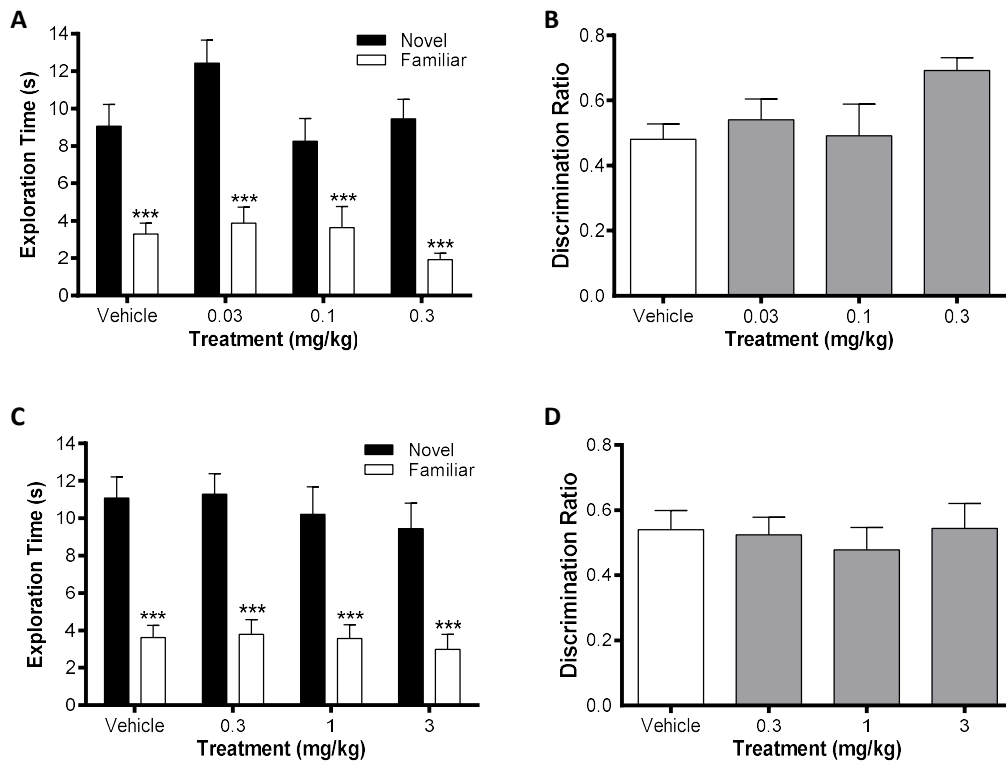 A
Exploration Time (s)
14
12
10
8
6
4
2
0
Novel
Familiar
***
***
***
***
Vehicle 0.03 0.1 0.3
Treatment (mg/kg)
B
Discrimination Ratio
0.8
0.6
0.4
0.2
0.0
Vehicle 0.03 0.1 0.3
Treatment (mg/kg)
C
Exploration Time (s)
14
12
10
8
6
4
2
0
Novel
Familiar
***
***
***
***
Vehicle 0.3 1 3
Treatment (mg/kg)
D
Discrimination Ratio
0.8
0.6
0.4
0.2
0.0
Vehicle 0.3 1 3
Treatment (mg/kg)